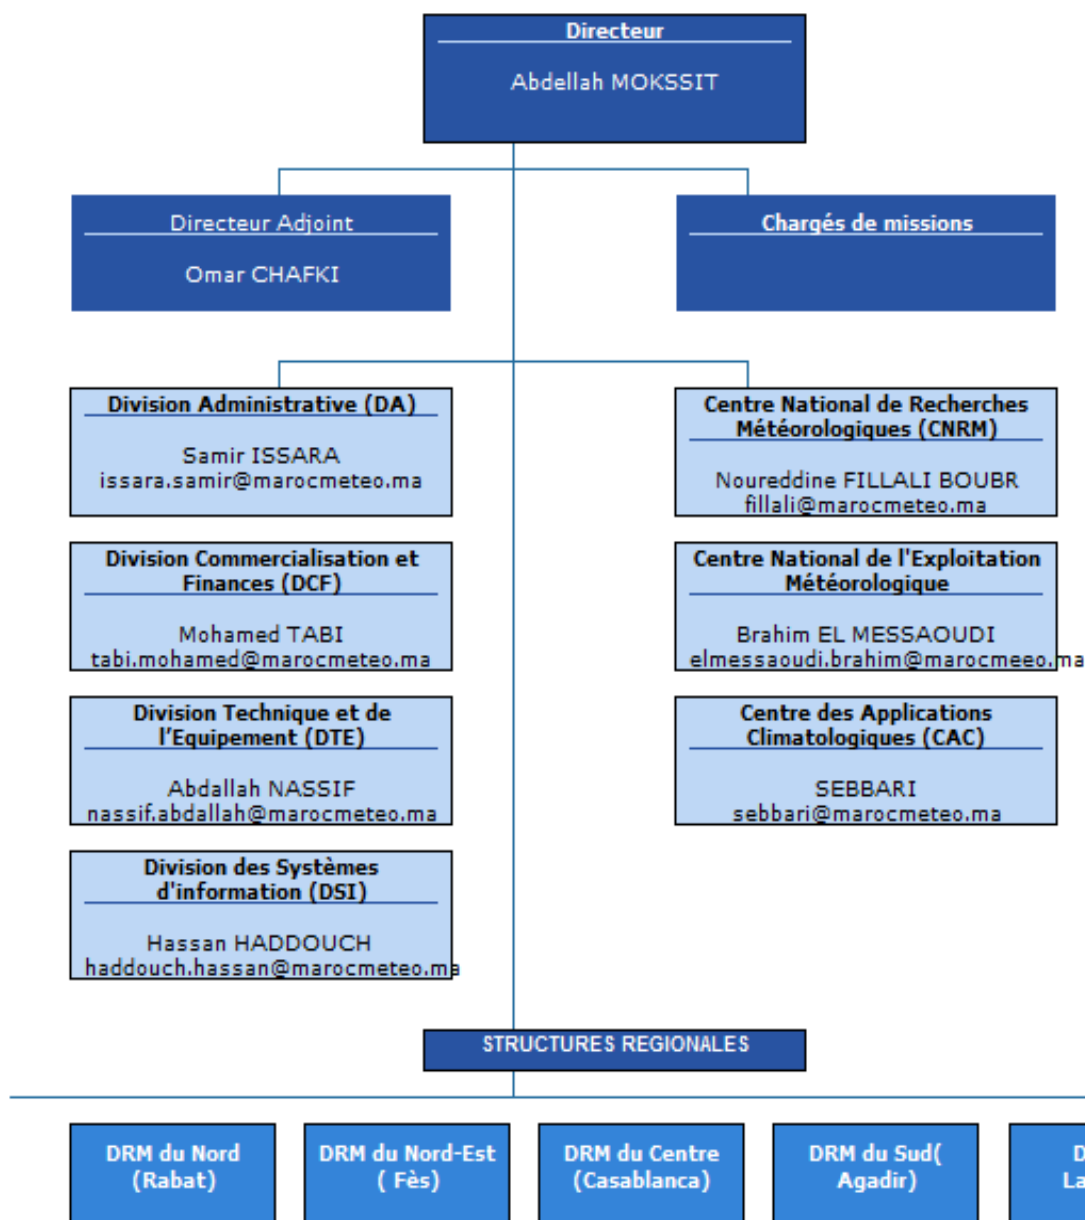 Directeur
Abdellah MOKSSIT
Directeur Adjoint
Omar CHAFKI
Chargés de missions
Division Administrative (DA)
Samir ISSARA
issara.samir@marocmeteo.ma
Centre National de Recherches
Météorologiques (CNRM)
Noureddine FILLALI BOUBR
fillali@marocmeteo.ma
Division Commercialisation et
Finances (DCF)
Mohamed TABI
tabi.mohamed@marocmeteo.ma
Centre National de l'Exploitation
Météorologique
Brahim EL MESSAOUDI
elmessaoudi.brahim@marocmeeo.ma
Division Technique et de
l’Equipement (DTE)
Abdallah NASSIF
nassif.abdallah@marocmeteo.ma
Centre des Applications
Climatologiques (CAC)
SEBBARI
sebbari@marocmeteo.ma
Division des Systèmes
d'information (DSI)
Hassan HADDOUCH
haddouch.hassan@marocmeteo.ma
STRUCTURES REGIONALES
DRM du Nord
(Rabat)
DRM du Nord-Est
( Fès)
DRM du Centre
(Casablanca)
DRM du Sud(
Agadir)